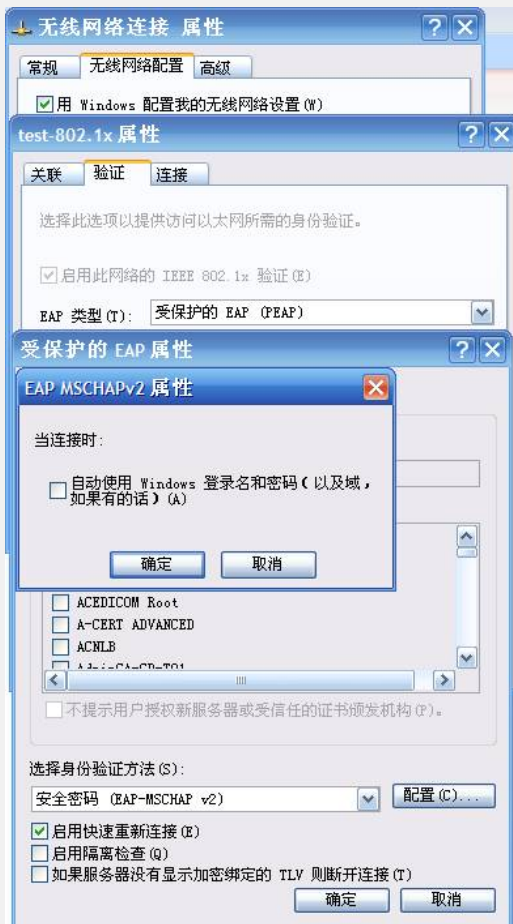 无线网络连接 属性
常规 无线网络配置 高级
用 Windows 配置我的无线网络设置(W)
test-802.1x 属性
关联 验证 连接
选择此选项以提供访问以太网所需的身份验证。
启用此网络的 IEEE 802.1x 验证(E)
EAP 类型(T): 受保护的 EAP (PEAP)
受保护的 EAP 属性
EAP MSCHAPv2 属性
当连接时:
自动使用 Windows 登录名和密码(以及域,
如果有的话)(A)
确定 取消
ACEDICOM Root
A-CERT ADVANCED
ACNLB
不提示用户授权新服务器或受信任的证书颁发机构(P)。
选择身份验证方法(S):
安全密码 (EAP-MSCHAP v2) 配置(C)...
启用快速重新连接(E)
启用隔离检查(Q)
如果服务器没有显示加密绑定的 TLV 则断开连接(T)
确定 取消